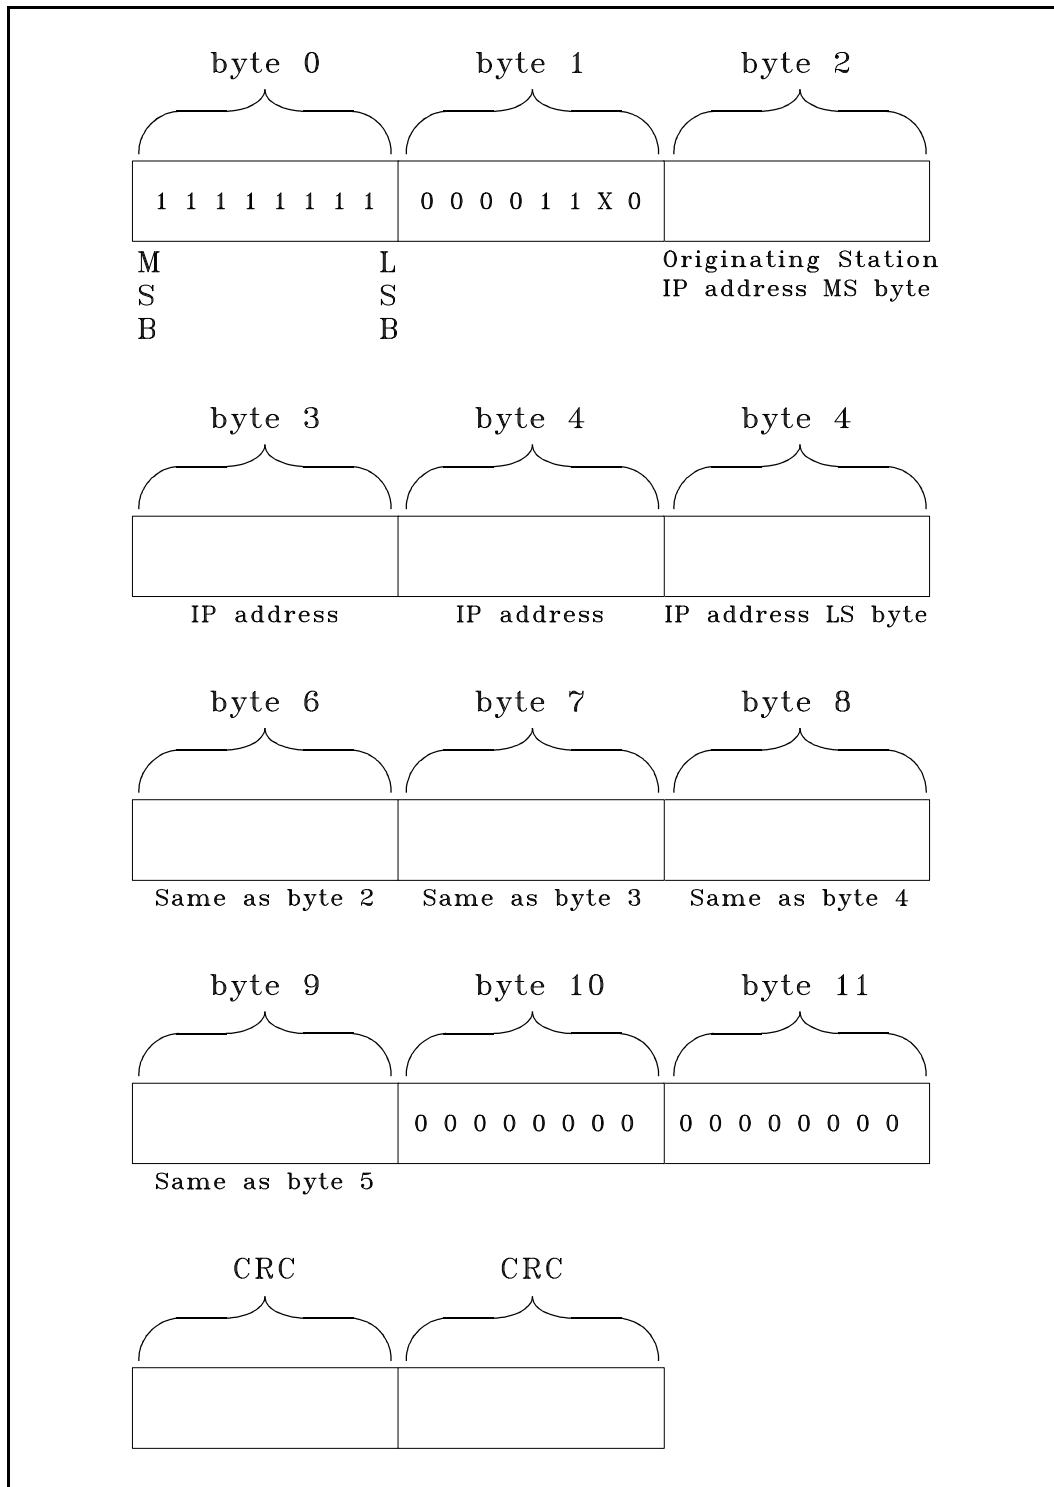 byte 0 byte 1 byte 2
1 1 1 1 1 1 1 1 0 0 0 0 1 1 X 0
M L Originating Station
S S IP address MS byte
B B
byte 3 byte 4 byte 4
IP address IP address IP address LS byte
byte 6 byte 7 byte 8
Same as byte 2 Same as byte 3 Same as byte 4
byte 9 byte 10 byte 11
0 0 0 0 0 0 0 0 0 0 0 0 0 0 0 0
Same as byte 5
CRC CRC